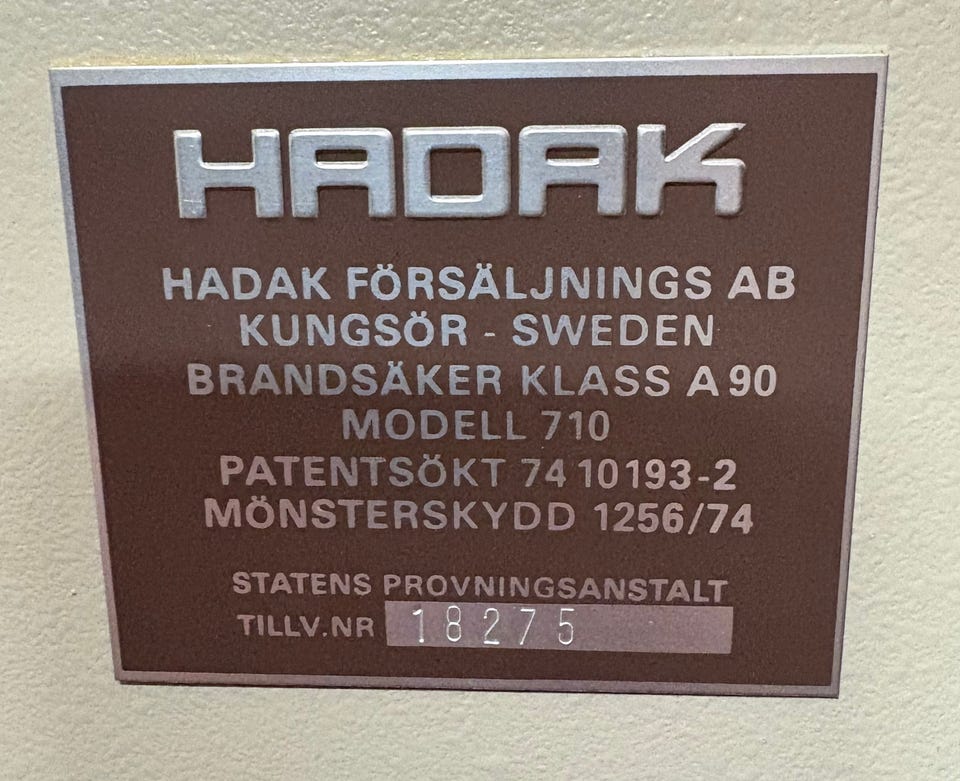 HADAK
HADAK FÖRSÄLJNINGS AB
KUNGSÖR - SWEDEN
BRANDSÄKER KLASS A 90
MODELL 710
PATENTSÖKT 74 10193-2
MÖNSTERSKYDD 1256/74
STATENS PROVNINGSANSTALT
TILLV.NR 18275